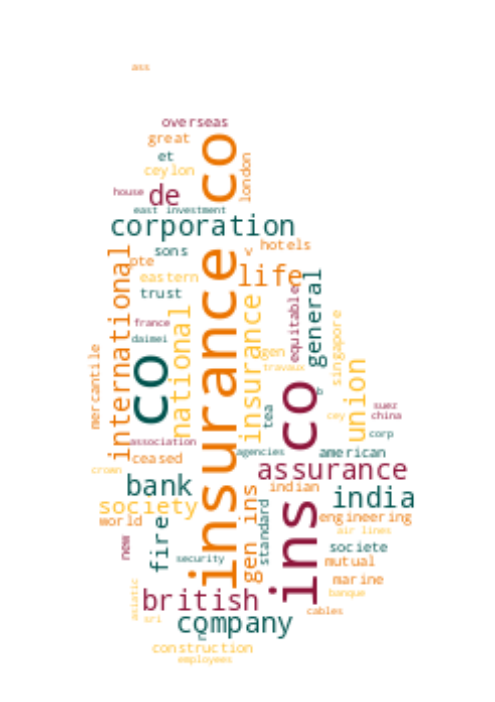 ass
overseas
great
et
ceylon
london
house
de
insurance co
east
investment
corporation
sons
v
hotels
ote
international
eastern
life
trust
general
equitable
national
insurance
singapore
france
daimei
co
gen
travaux
mercantile
union
b
suez
china
tea
cey
ins co
corp
association
agencies
american
ceased
crown
assurance
bank
indian
india
society
gen ins
standard
world
engineering
air lines
fire
new
societe
security
mutual
marine
asiatic
british
banque
sri
cables
company
construction
employees